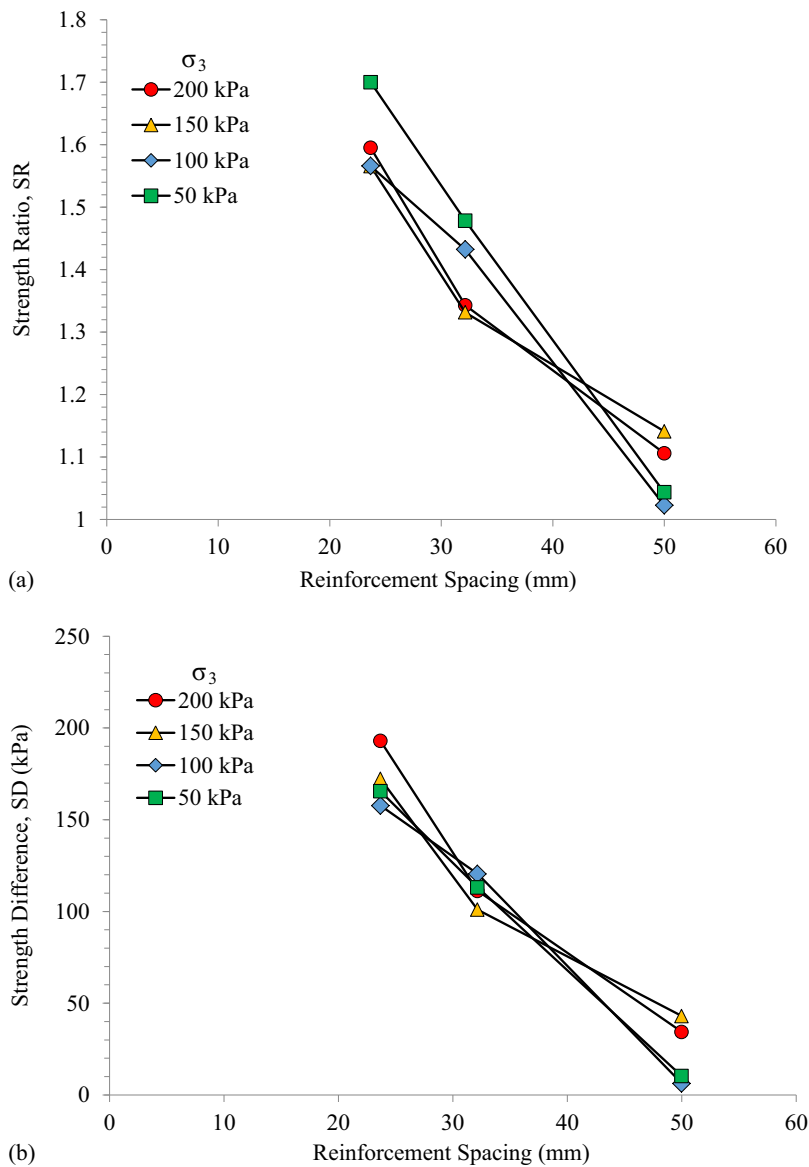 1.8
1.7
1.6
1.5
1.4
1.3
1.2
1.1
1
Strength Ratio, SR
σ3
200 kPa
150 kPa
100 kPa
50 kPa
0 10 20 30 40 50 60
Reinforcement Spacing (mm)
(a)
250
200
150
100
50
0
Strength Difference, SD (kPa)
σ3
200 kPa
150 kPa
100 kPa
50 kPa
0 10 20 30 40 50 60
Reinforcement Spacing (mm)
(b)